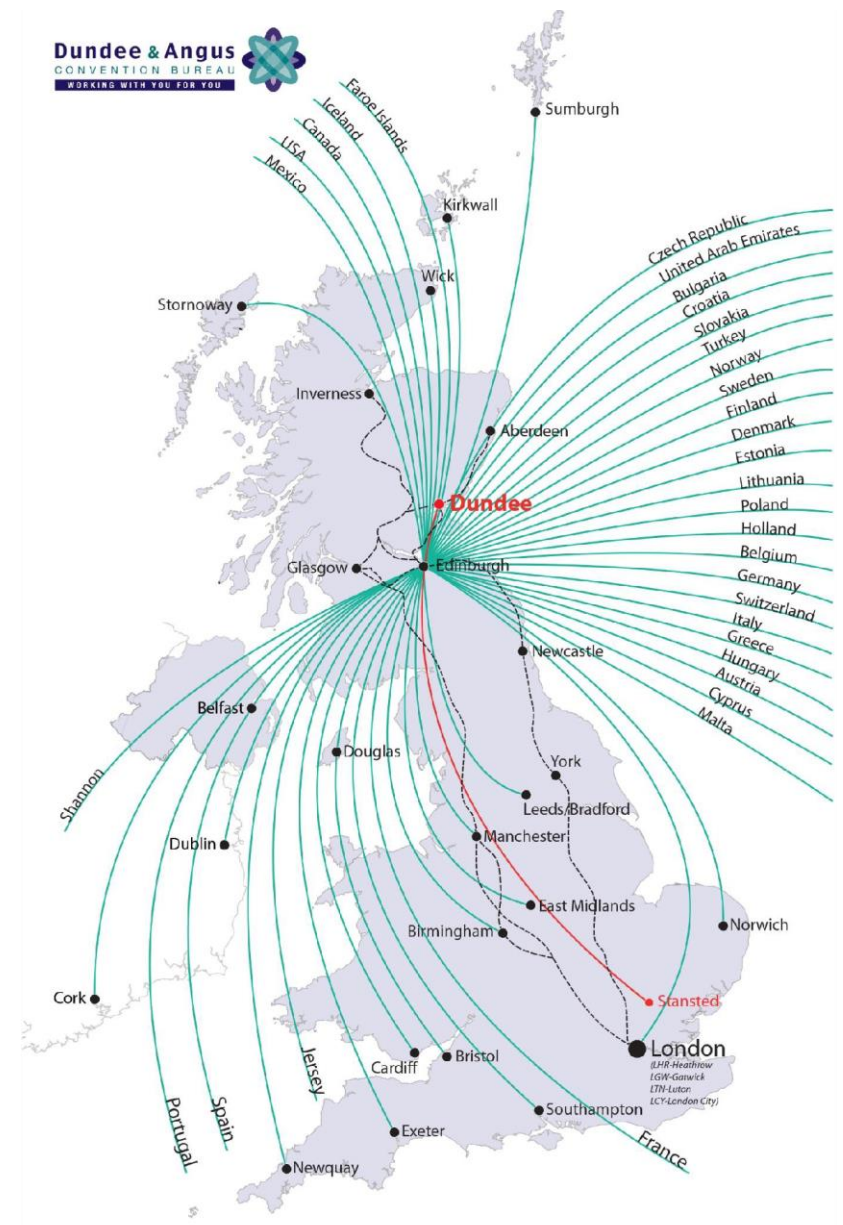 Dundee & Angus
CONVENTION BUREAU
WORKING WITH YOU FOR YOU
Faroe Islands
Iceland
Canada
USA
Mexico
Sumburgh
Kirkwall
Wick
Stornoway
Inverness
Aberdeen
Dundee
Edinburgh
Glasgow
Czech Republic
United Arab Emirates
Bulgaria
Croatia
Slovakia
Turkey
Norway
Sweden
Finland
Denmark
Estonia
Lithuania
Poland
Holland
Belgium
Germany
Switzerland
Italy
Greece
Hungary
Austria
Cyprus
Malta
Newcastle
Belfast
Douglas
York
Leeds/Bradford
Shannon
Dublin
Manchester
East Midlands
Birmingham
Norwich
Cork
Stansted
London
(LHR-Heathrow
LGW-Gatwick
LTN-Luton
LCY-London City)
Cardiff
Bristol
Jersey
Southampton
Exeter
Portugal
Spain
Newquay
France